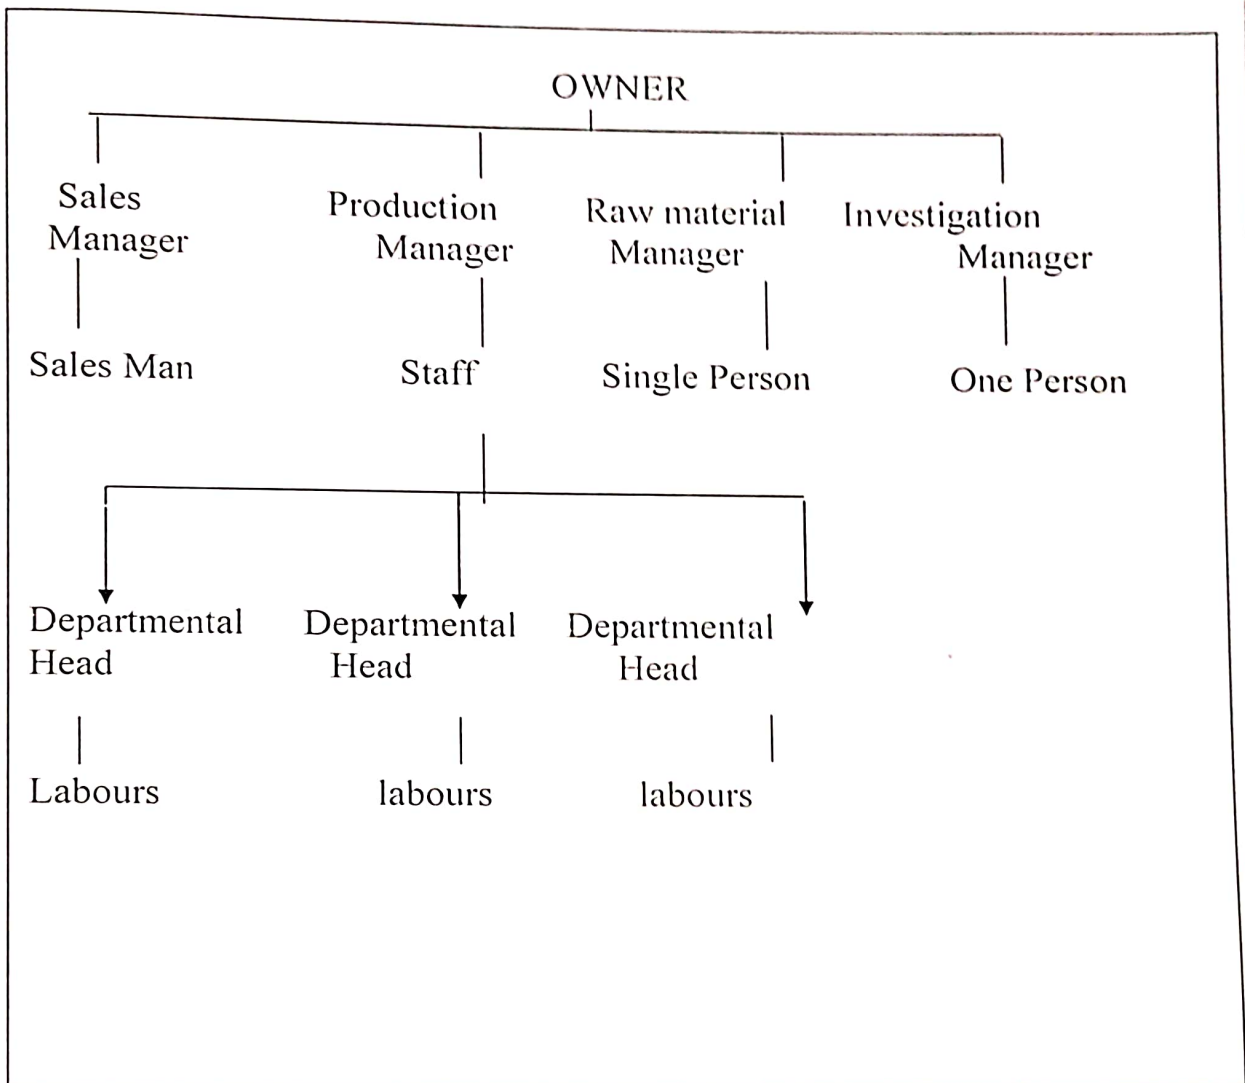 OWNER
Sales
Manager
Production
Manager
Raw material
Manager
Investigation
Manager
Sales Man
Staff
Single Person
One Person
Departmental
Head
Departmental
Head
Departmental
Head
Labours
labours
labours